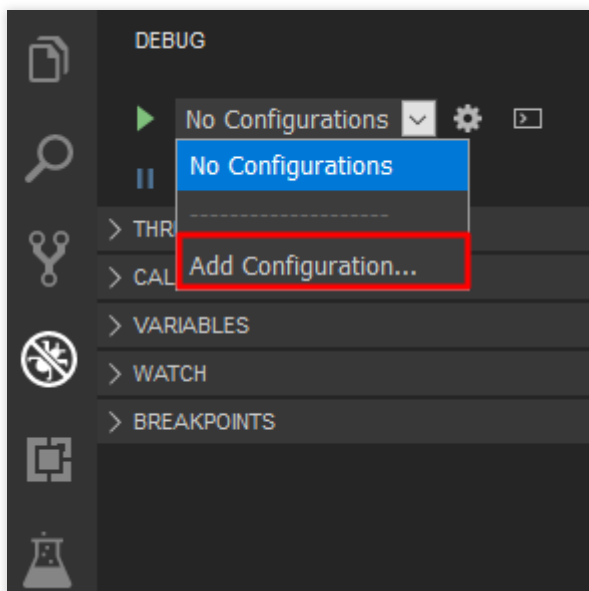 DEBUG
No Configurations
No Configurations
--------------------
Add Configuration...
THR
CAL
VARIABLES
WATCH
BREAKPOINTS